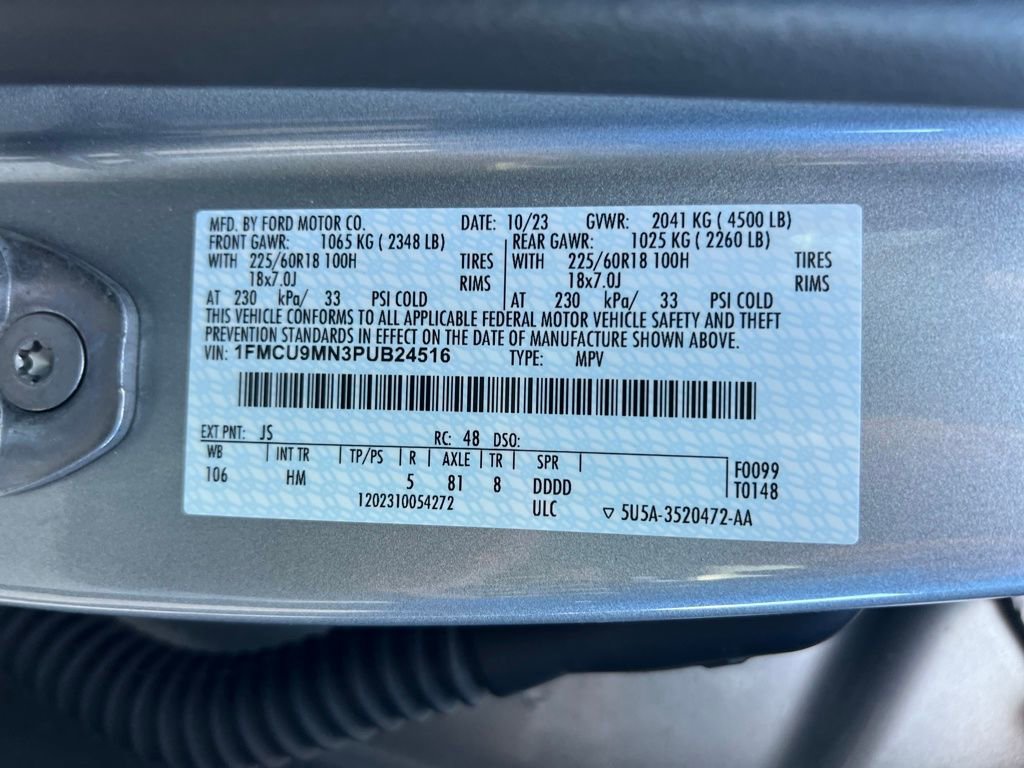 MFD. BY FORD MOTOR CO. DATE: 10/23 GVWR: 2041 KG ( 4500 LB)
FRONT GAWR: 1065 KG ( 2348 LB) REAR GAWR: 1025 KG ( 2260 LB)
WITH 225/60R18 100H TIRES WITH 225/60R18 100H TIRES
18x7.0J RIMS 18x7.0J RIMS
AT 230 kPa/ 33 PSI COLD AT 230 kPa/ 33 PSI COLD
THIS VEHICLE CONFORMS TO ALL APPLICABLE FEDERAL MOTOR VEHICLE SAFETY AND THEFT
PREVENTION STANDARDS IN EFFECT ON THE DATE OF MANUFACTURE SHOWN ABOVE.
VIN: 1FMCU9MN3PUB24516 TYPE: MPV
EXT PNT: JS RC: 48 DSO:
WB INT TR TP/PS R AXLE TR SPR F0099
106 HM 5 81 8 DDDD T0148
1202310054272 ULC ▽ 5U5A-3520472-AA